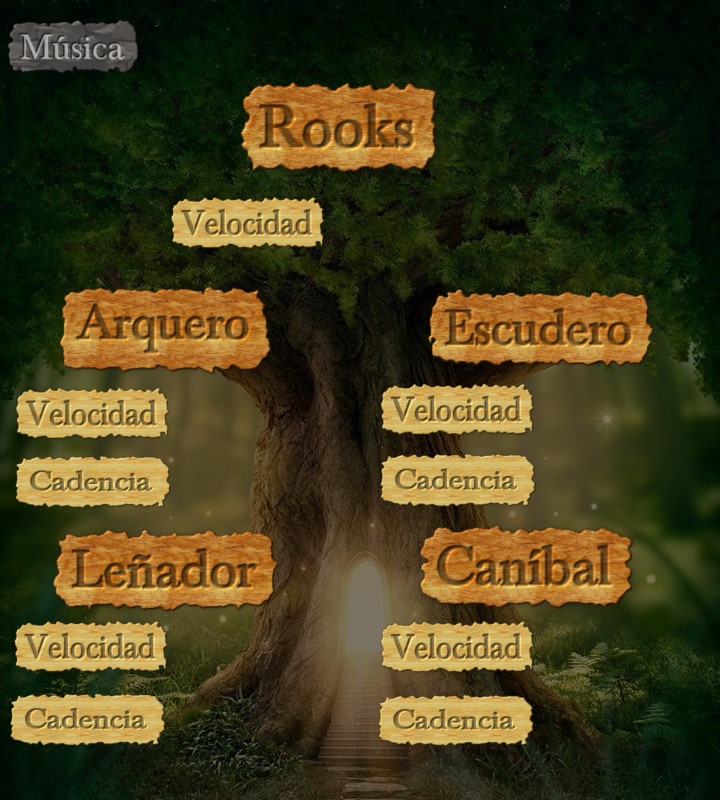 Música
Rooks
Velocidad
Arquero
Escudero
Velocidad
Velocidad
Cadencia
Cadencia
Leñador
Caníbal
Velocidad
Velocidad
Cadencia
Cadencia